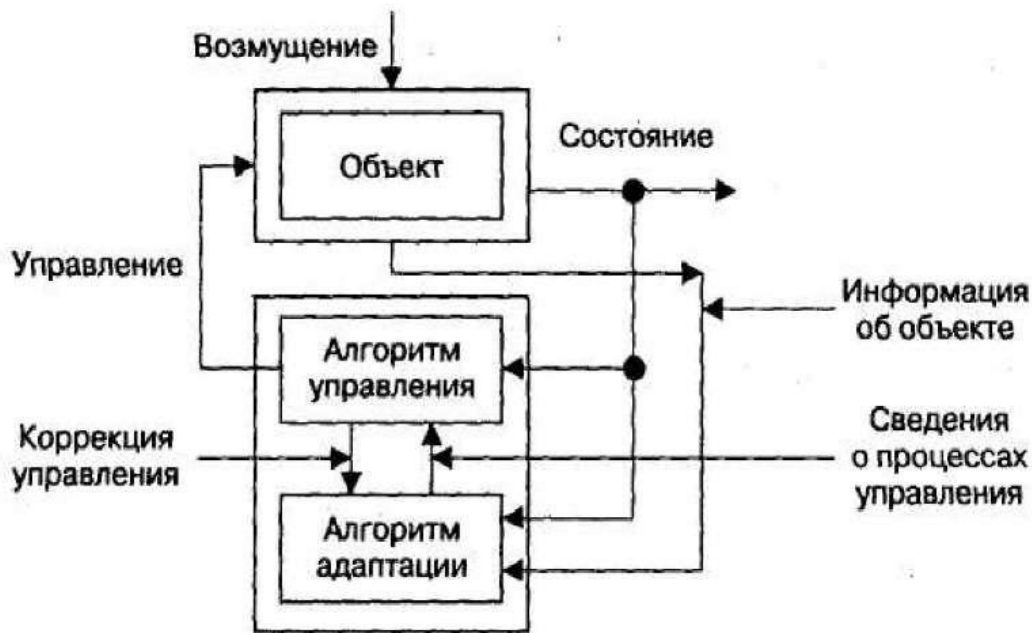 Возмущение
Объект
Состояние
Управление
Информация
об объекте
Алгоритм
управления
Коррекция
управления
Сведения
о процессах
управления
Алгоритм
адаптации